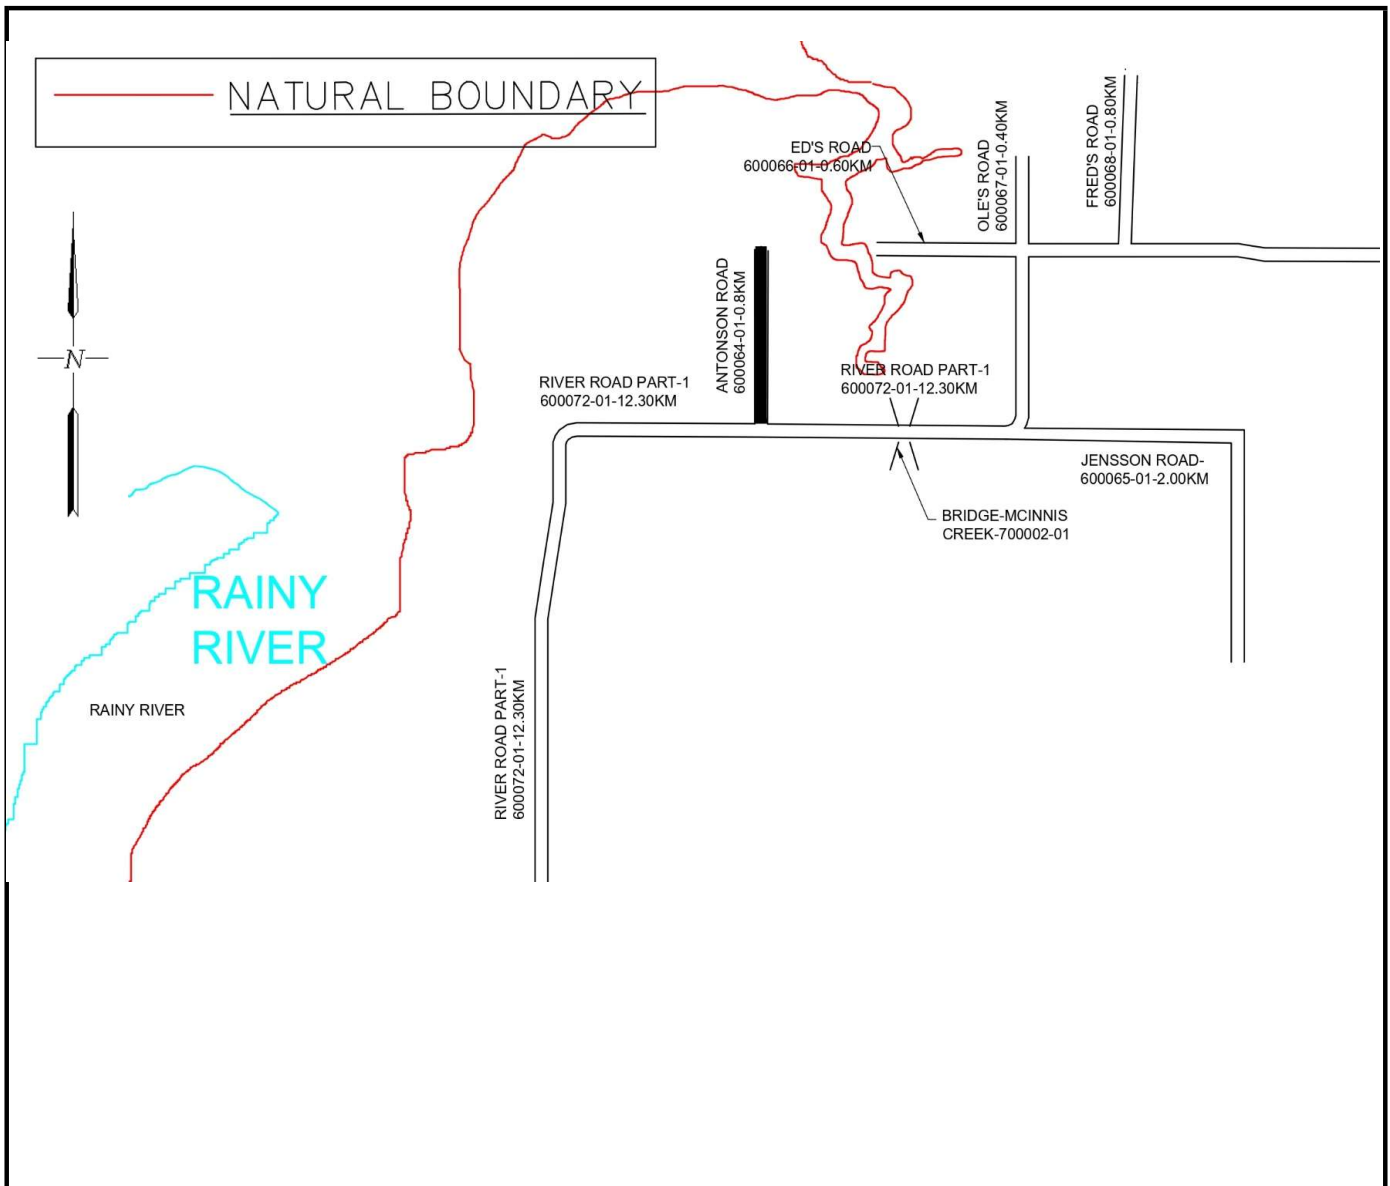 NATURAL BOUNDARY
ED'S ROAD
600066-01-0.60KM
OLE'S ROAD
600067-01-0.40KM
FRED'S ROAD
600068-01-0.80KM
N
ANTONSON ROAD
600064-01-0.8KM
RIVER ROAD PART-1
600072-01-12.30KM
RIVER ROAD PART-1
600072-01-12.30KM
JENSSON ROAD-
600065-01-2.00KM
BRIDGE-MCINNIS
CREEK-700002-01
RAINY
RIVER
RAINY RIVER
RIVER ROAD PART-1
600072-01-12.30KM